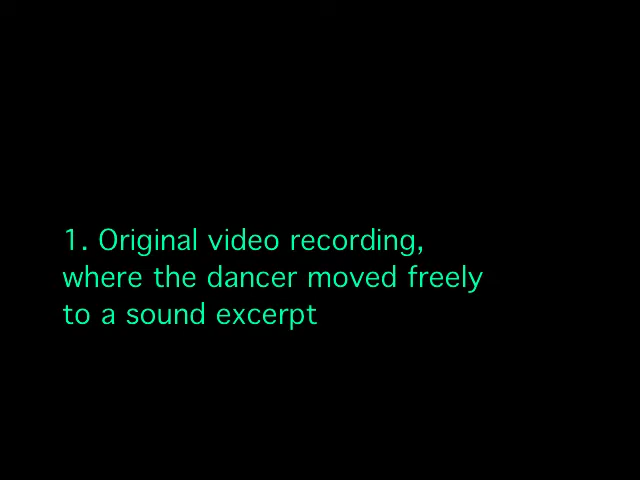 1. Original video recording,
where the dancer moved freely
to a sound excerpt